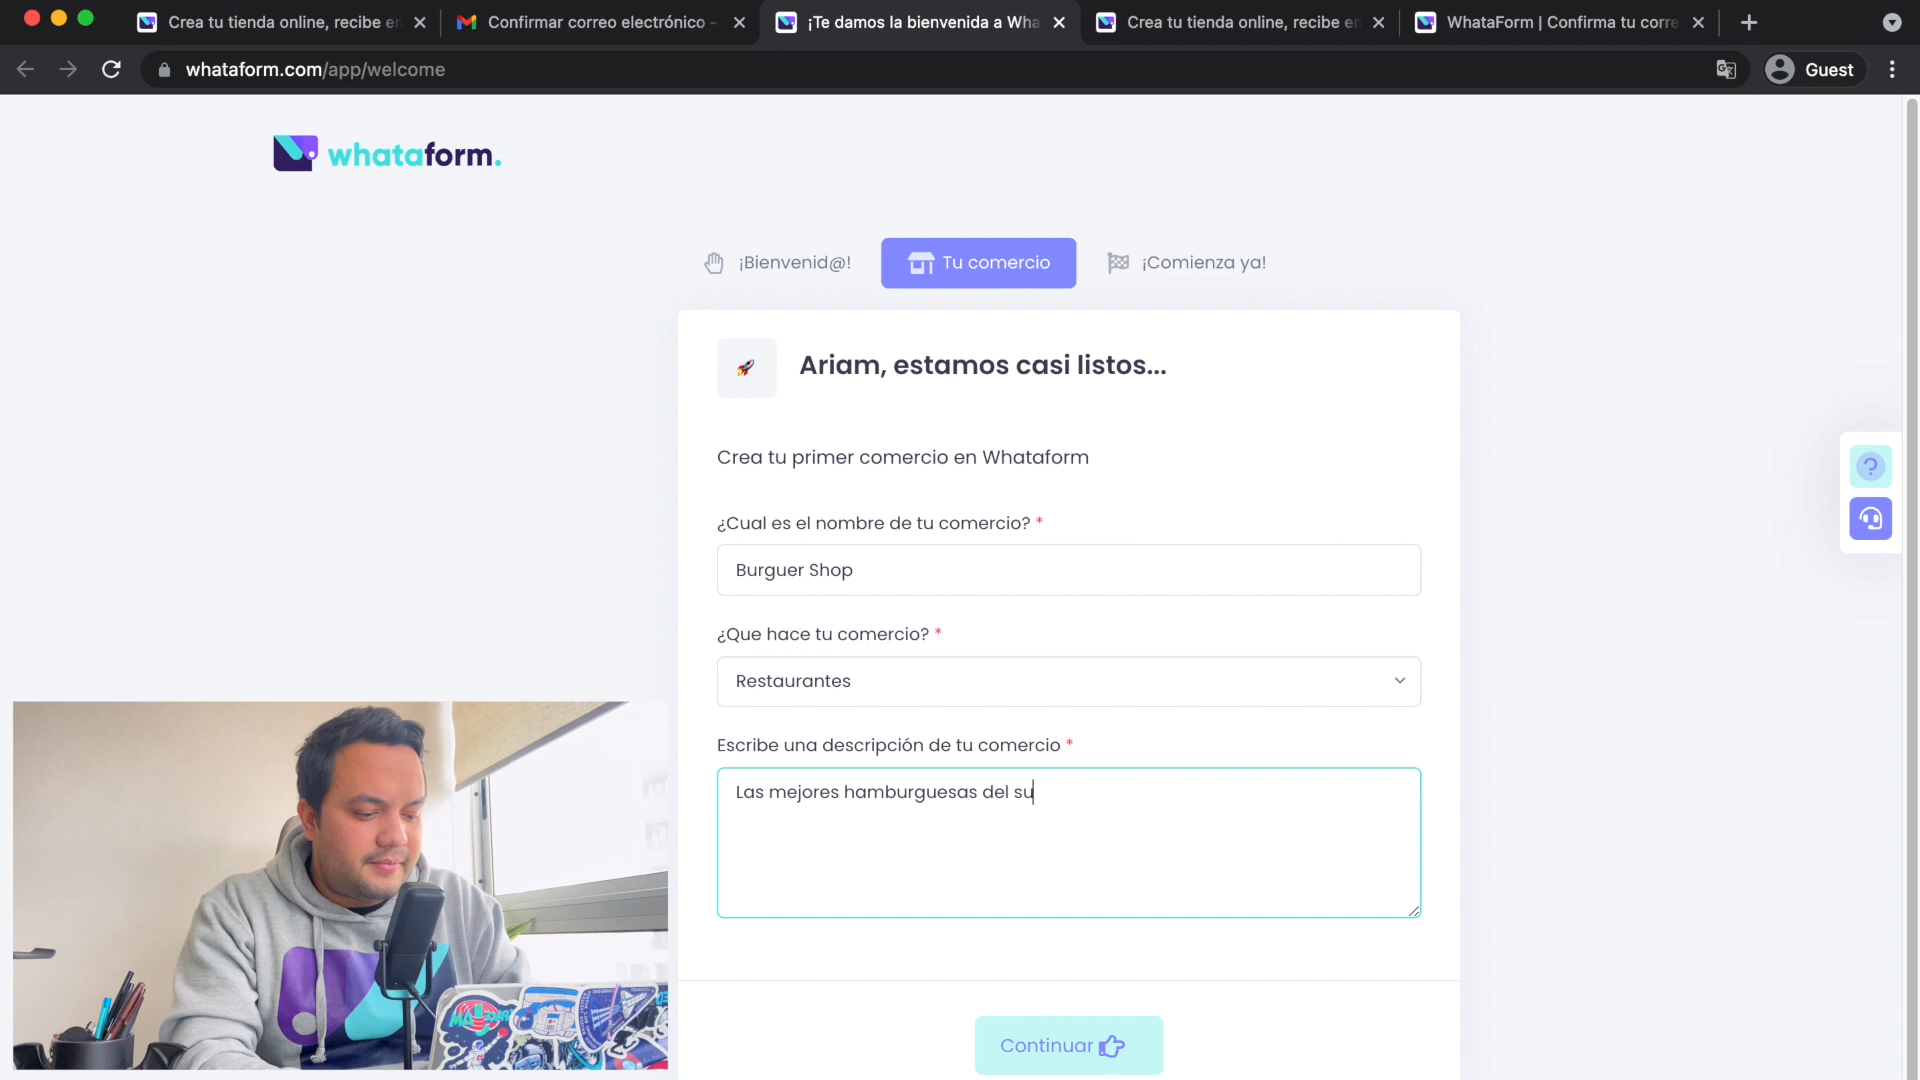 Crea tu tienda online, recibe en
Confirmar correo electrónico -
¡Te damos la bienvenida a Wha
Crea tu tienda online, recibe en
WhataForm | Confirma tu corre
whataform.com/app/welcome
Guest
whataform.
¡Bienvenid@!
Tu comercio
¡Comienza ya!
Ariam, estamos casi listos...
Crea tu primer comercio en Whataform
¿Cual es el nombre de tu comercio? *
Burguer Shop
¿Que hace tu comercio? *
Restaurantes
Escribe una descripción de tu comercio *
Las mejores hamburguesas del su
Continuar